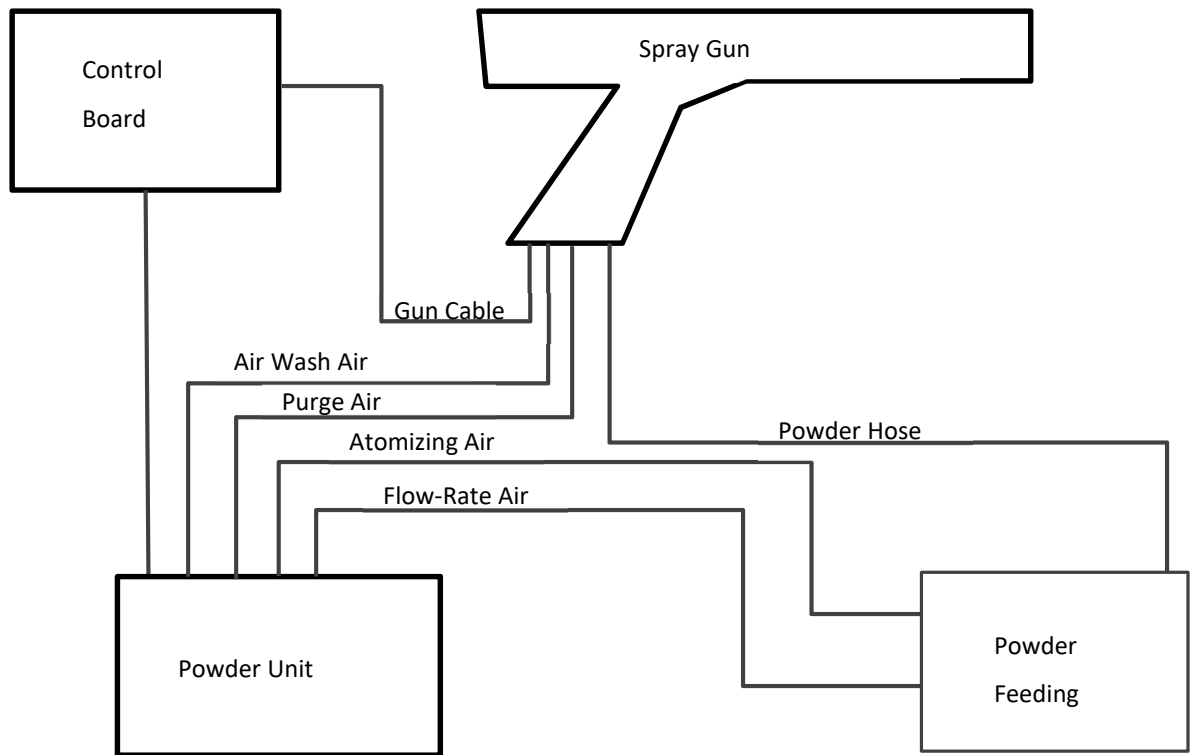 Control
Board
Spray Gun
Gun Cable
Air Wash Air
Purge Air
Atomizing Air
Powder Hose
Flow-Rate Air
Powder Unit
Powder
Feeding